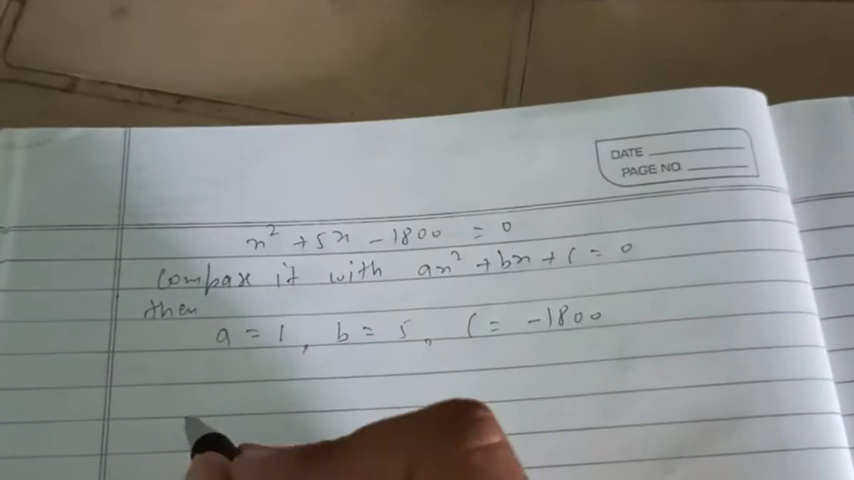 DATE
PAGE NO.
x² + 5x - 1800 = 0
Compare it with ax² + bx + c = 0
then
a = 1, b = 5, c = -1800